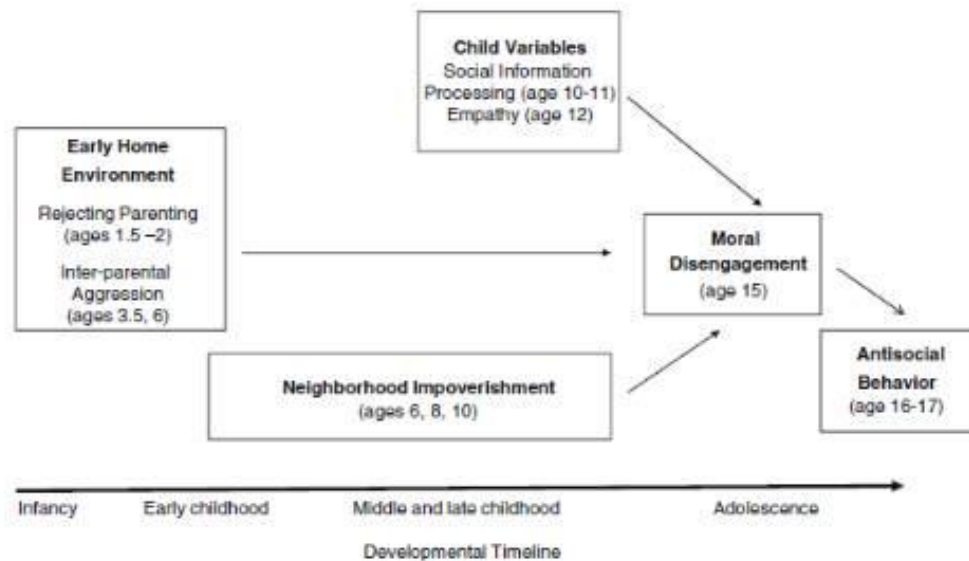 Child Variables
Social Information
Processing (age 10-11)
Empathy (age 12)
Early Home
Environment
Rejecting Parenting
(ages 1.5 –2)
Inter-parental
Aggression
(ages 3.5, 6)
Moral
Disengagement
(age 15)
Neighborhood Impoverishment
(ages 6, 8, 10)
Antisocial
Behavior
(age 16-17)
Infancy Early childhood Middle and late childhood Adolescence
Developmental Timeline